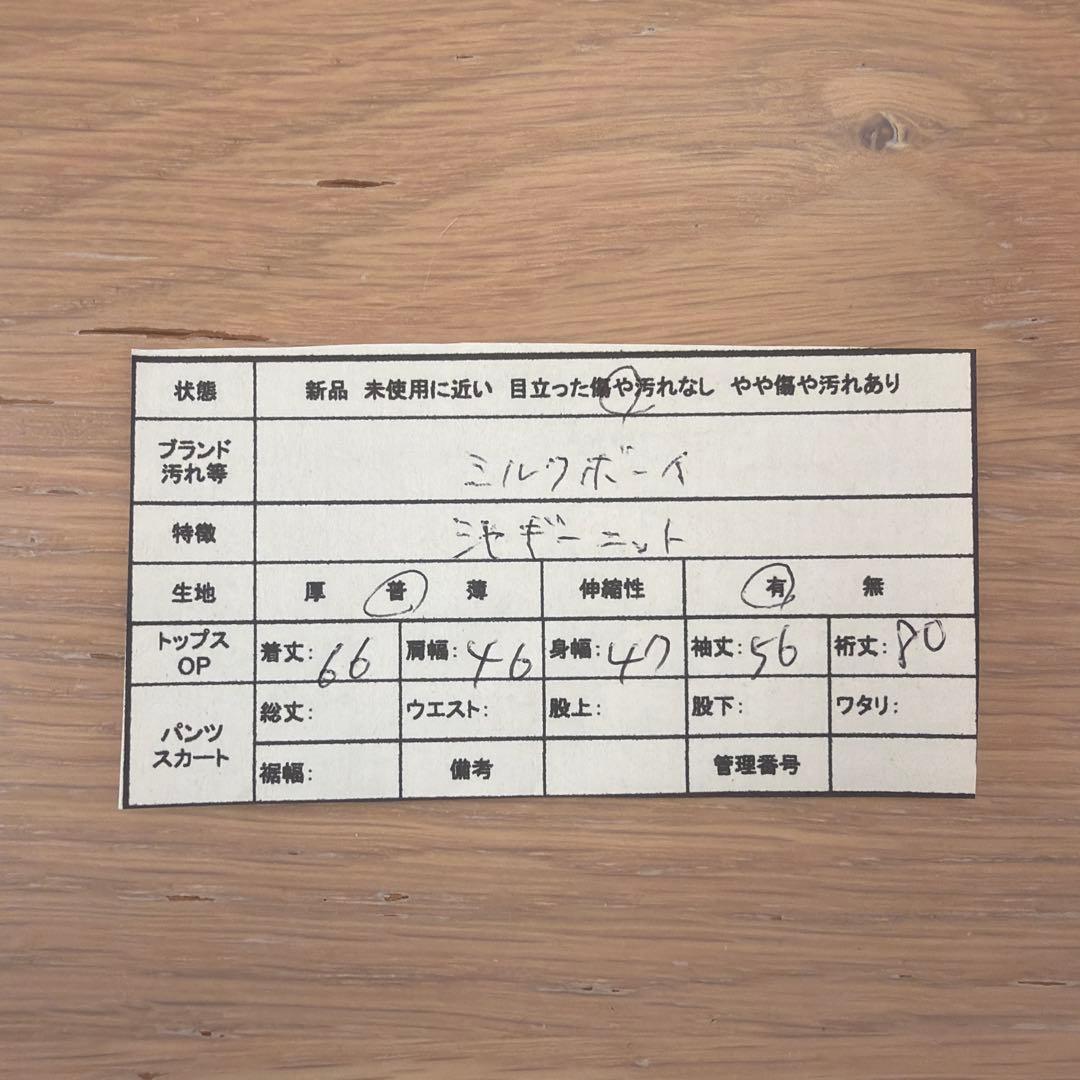 状態 新品 未使用に近い 目立った傷や汚れなし やや傷や汚れあり
ブランド
汚れ等 ミルクボーイ
特徴 シャギーニット
生地 厚 普 薄 伸縮性 有 無
トップス
OP 着丈:66 肩幅:46 身幅:47 袖丈:56 裄丈:80
パンツ
スカート 総丈: ウエスト: 股上: 股下: ワタリ:
裾幅: 備考 管理番号